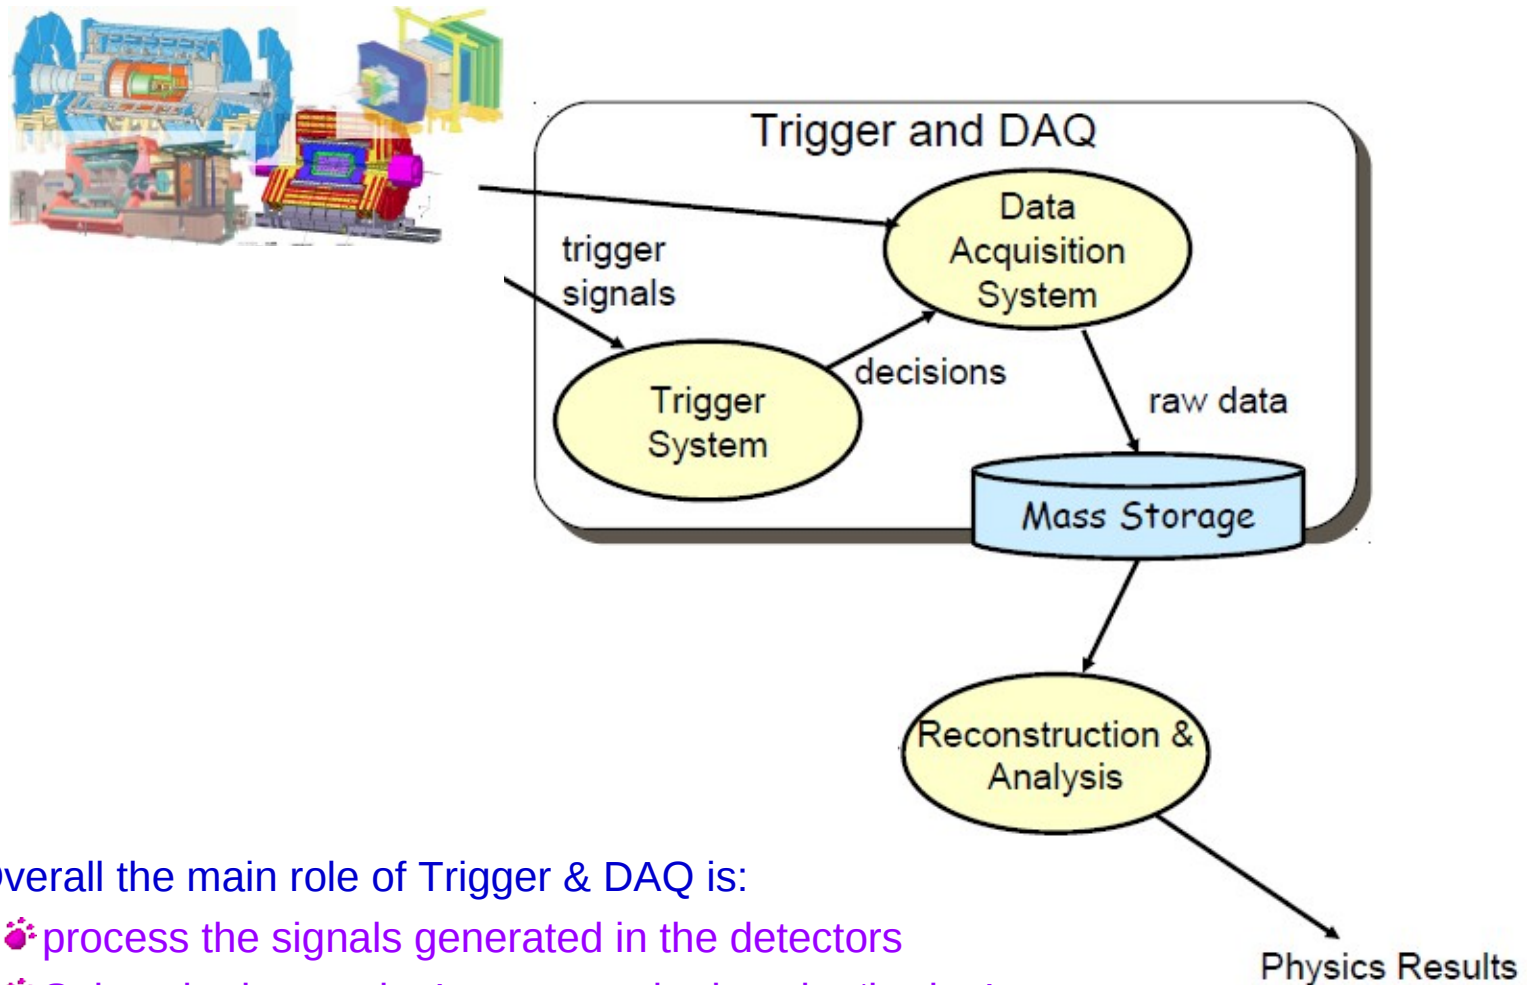 Trigger and DAQ
Data
Acquisition
System
trigger
signals
decisions
Trigger
System
raw data
Mass Storage
Reconstruction &
Analysis
verall the main role of Trigger & DAQ is:
process the signals generated in the detectors
Physics Results